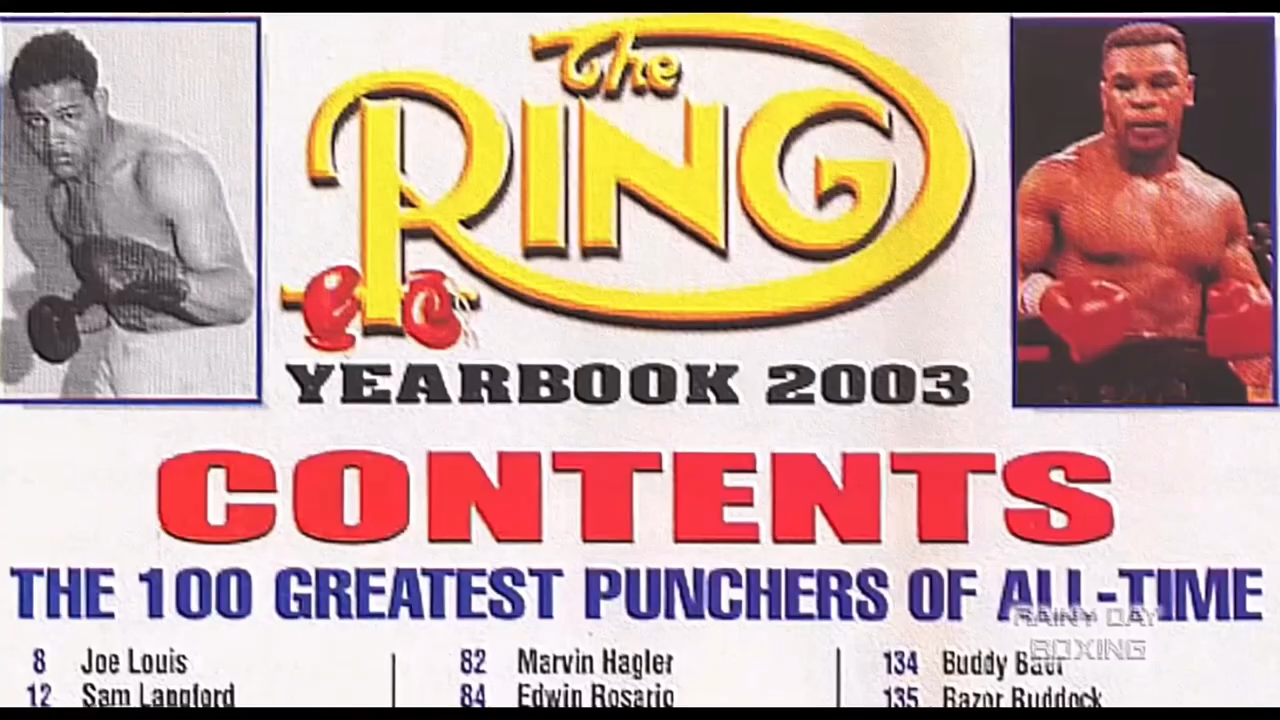 The
RING
YEARBOOK 2003
CONTENTS
THE 100 GREATEST PUNCHERS OF ALL-TIME
8 Joe Louis
12 Sam Langford
82 Marvin Hagler
84 Edwin Rosario
134 Buddy Baer
135 Razor Ruddock
RAINY DAY
BOXING